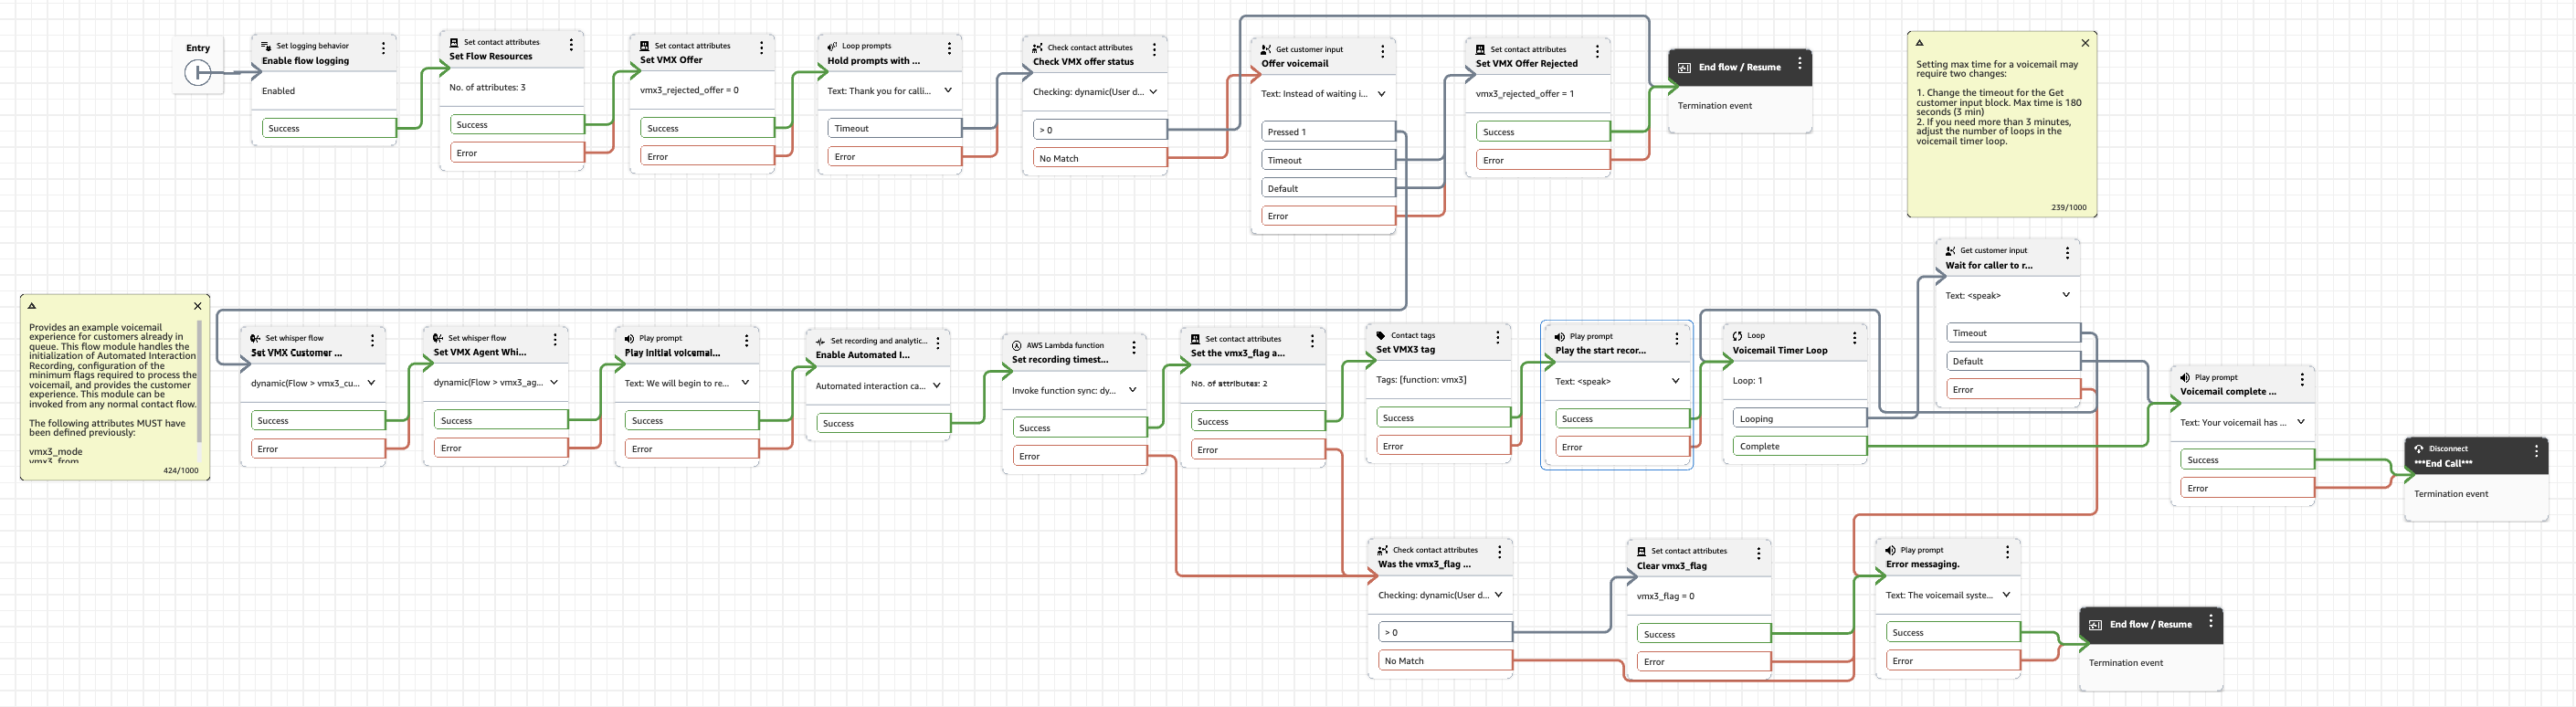 Entry
Set logging behavior
Enable flow logging
Enabled
Success
Set contact attributes
Set Flow Resources
No. of attributes: 3
Success
Error
Set contact attributes
Set VMX Offer
vmx3_rejected_offer = 0
Success
Error
Loop prompts
Hold prompts with ...
Text: Thank you for calli...
Timeout
Error
Check contact attributes
Check VMX offer status
Checking: dynamic(User d...
> 0
No Match
Get customer input
Offer voicemail
Text: Instead of waiting i...
Pressed 1
Timeout
Default
Error
Set contact attributes
Set VMX Offer Rejected
vmx3_rejected_offer = 1
Success
Error
End flow / Resume
Termination event
Setting max time for a voicemail may
require two changes:
1. Change the timeout for the Get
customer input block. Max time is 180
seconds (3 min)
2. If you need more than 3 minutes,
adjust the number of loops in the
voicemail timer loop.
239/1000
Provides an example voicemail
experience for customers already in
queue. This flow module handles the
initialization of Automated Interaction
Recording, configuration of the
minimum flags required to process the
voicemail, and provides the customer
experience. This module can be
invoked from any normal contact flow.
The following attributes MUST have
been defined previously:
vmx3_mode
vmx3_from
424/1000
Set whisper flow
Set VMX Customer ...
dynamic(Flow > vmx3_cu...
Success
Error
Set whisper flow
Set VMX Agent Whi...
dynamic(Flow > vmx3_ag...
Success
Error
Play prompt
Play initial voicemai...
Text: We will begin to re...
Success
Error
Set recording and analytic...
Enable Automated I...
Automated interaction ca...
Success
AWS Lambda function
Set recording timest...
Invoke function sync: dy...
Success
Error
Set contact attributes
Set the vmx3_flag a...
No. of attributes: 2
Success
Error
Contact tags
Set VMX3 tag
Tags: [function: vmx3]
Success
Error
Play prompt
Play the start recor...
Text: <speak>
Success
Error
Loop
Voicemail Timer Loop
Loop: 1
Looping
Complete
Get customer input
Wait for caller to r...
Text: <speak>
Timeout
Default
Error
Play prompt
Voicemail complete ...
Text: Your voicemail has ...
Success
Error
Disconnect
***End Call***
Termination event
Check contact attributes
Was the vmx3_flag ...
Checking: dynamic(User d...
> 0
No Match
Set contact attributes
Clear vmx3_flag
vmx3_flag = 0
Success
Error
Play prompt
Error messaging.
Text: The voicemail syste...
Success
Error
End flow / Resume
Termination event